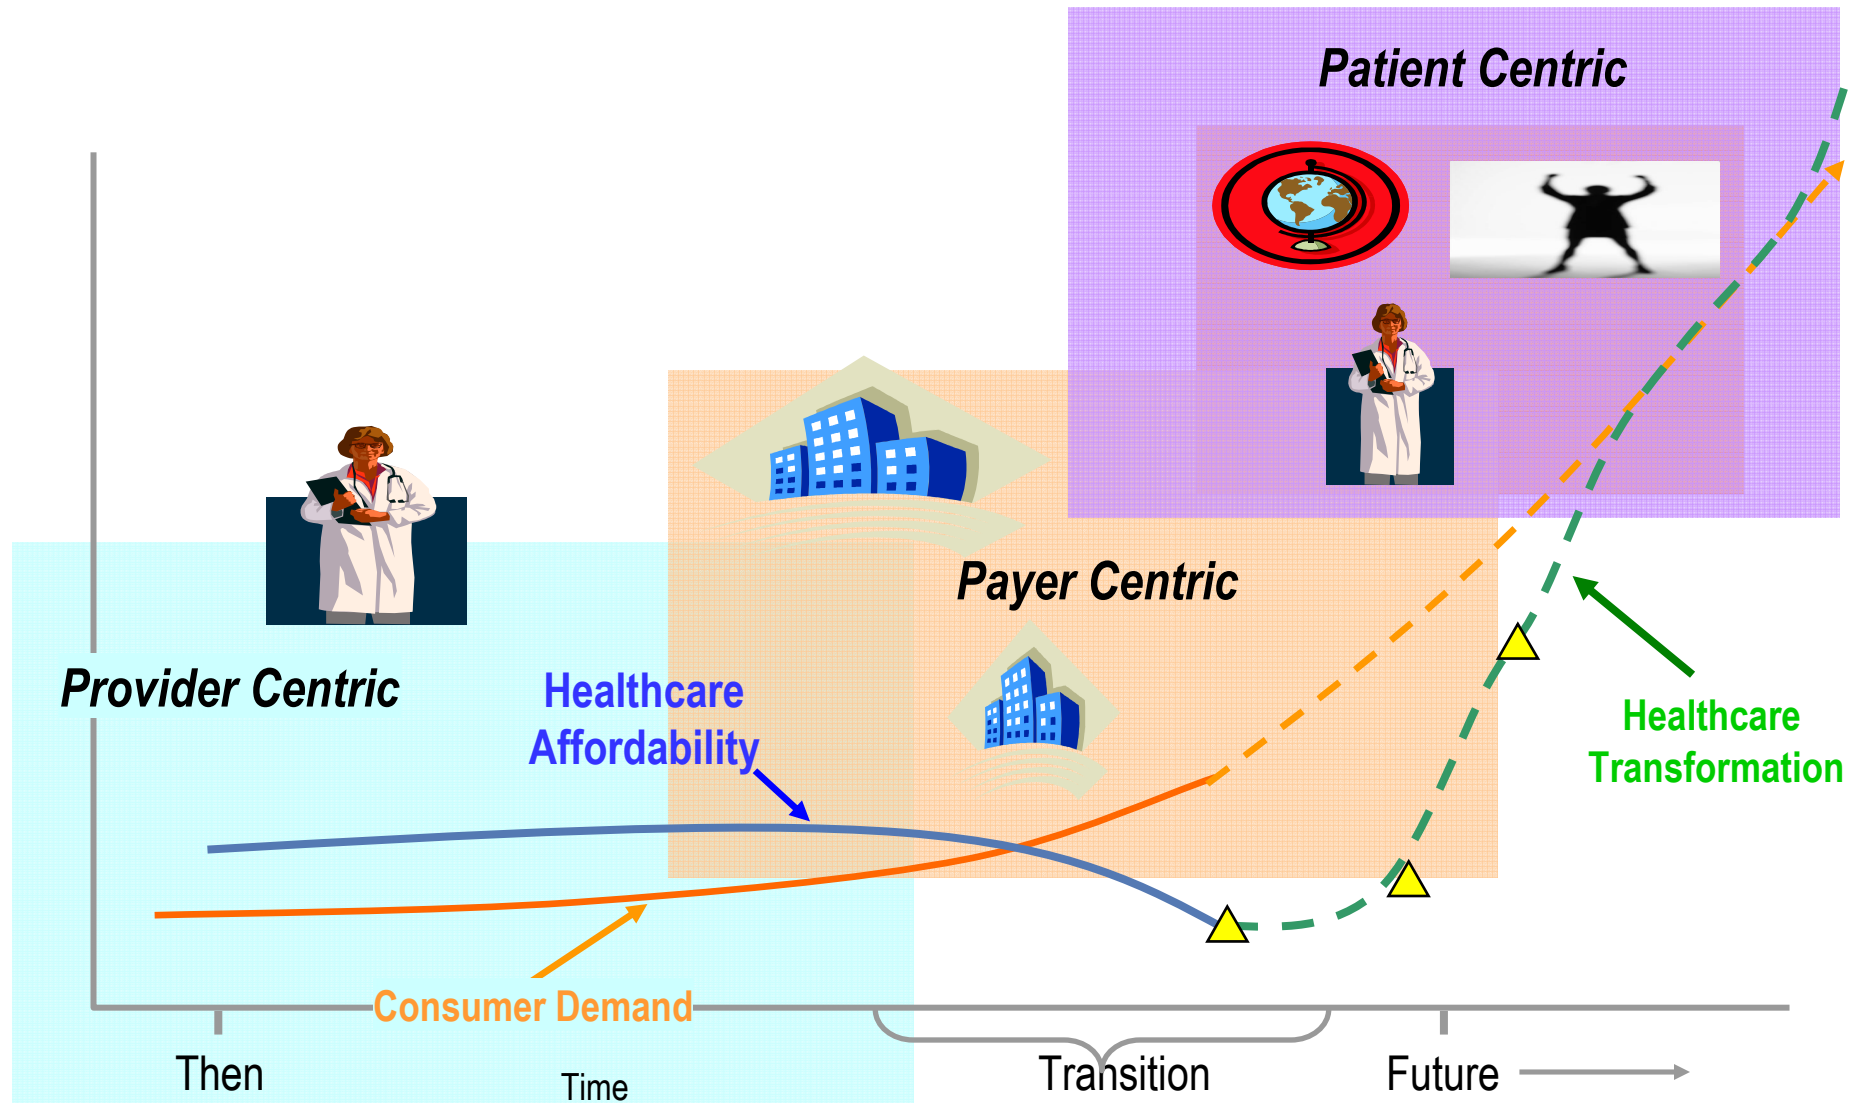 Patient Centric
Payer Centric
Provider Centric
Healthcare
Affordability
Healthcare
Transformation
Consumer Demand
Then
Time
Transition
Future